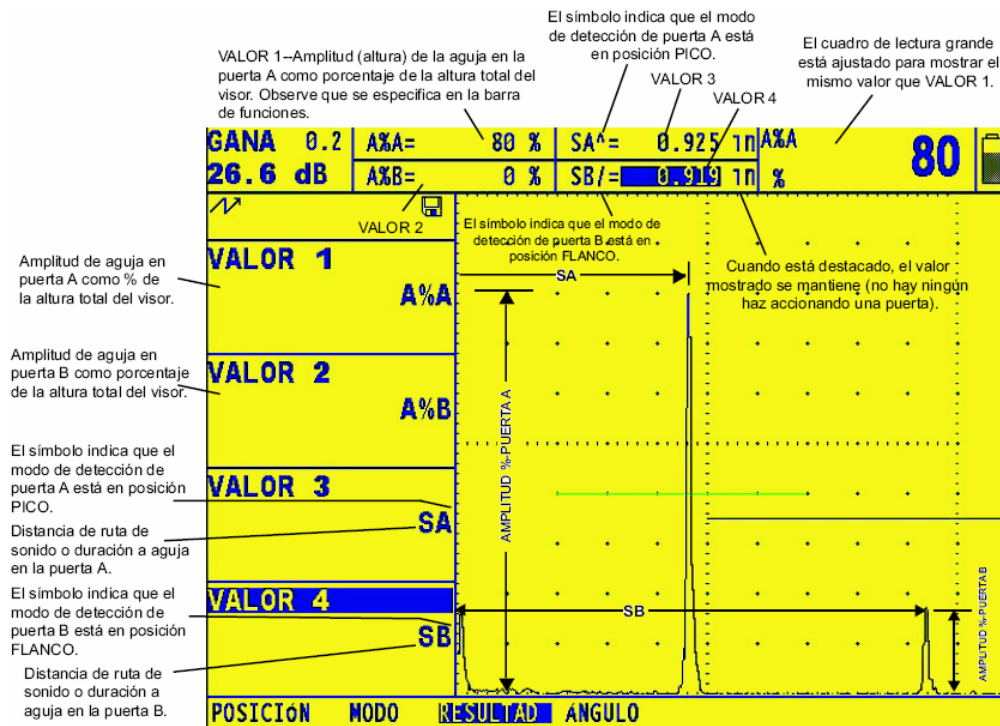 El símbolo indica que el modo
de detección de puerta A está
en posición PICO.
VALOR 1--Amplitud (altura) de la aguja en la
puerta A como porcentaje de la altura total del
visor. Observe que se especifica en la barra
de funciones.
VALOR 3
VALOR 4
El cuadro de lectura grande
está ajustado para mostrar el
mismo valor que VALOR 1.
GANA 0.2
26.6 dB
A%A= 80 %
A%B= 0 %
SA^= 0.925 in
SB/= 0.919 in
A%A
%
80
VALOR 2
El símbolo indica que el modo de
detección de puerta B está en
posición FLANCO.
Cuando está destacado, el valor
mostrado se mantiene (no hay ningún
haz accionando una puerta).
Amplitud de aguja en
puerta A como % de
la altura total del visor.
VALOR 1
A%A
Amplitud de aguja en
puerta B como porcentaje
de la altura total del visor.
VALOR 2
A%B
El símbolo indica que el
modo de detección de
puerta A está en posición
PICO.
Distancia de ruta de
sonido o duración a aguja
en la puerta A.
VALOR 3
SA
El símbolo indica que el
modo de detección de
puerta B está en posición
FLANCO.
Distancia de ruta de
sonido o duración a
aguja en la puerta B.
VALOR 4
SB
SA
AMPLITUD %-PUERTA A
SB
AMPLITUD %-PUERTA B
POSICIÓN MODO RESULTAD ÁNGULO